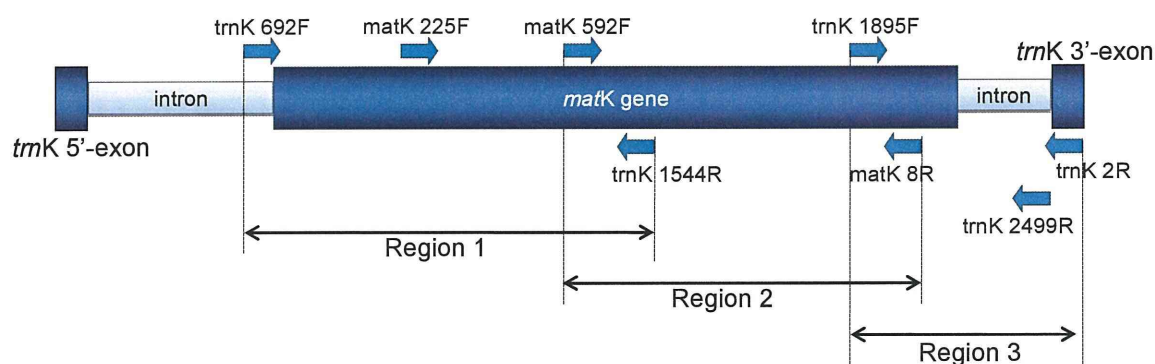 trnK 692F
matK 225F
matK 592F
trnK 1895F
trnK 3’-exon
intron
matK gene
intron
trnK 5’-exon
trnK 1544R
matK 8R
trnK 2R
trnK 2499R
Region 1
Region 2
Region 3